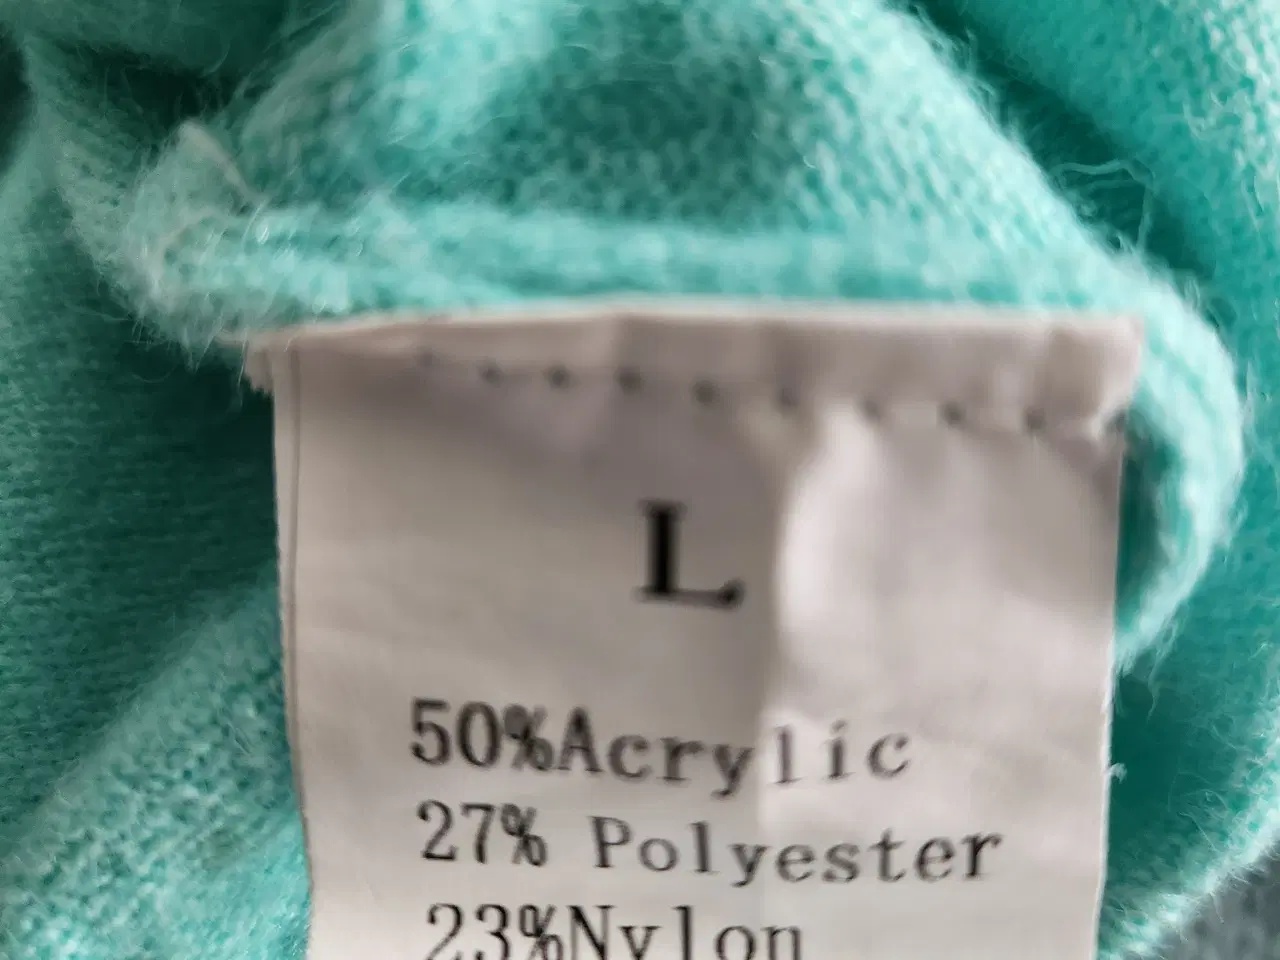 L
50%Acrylic
27% Polyester
23%Nylon